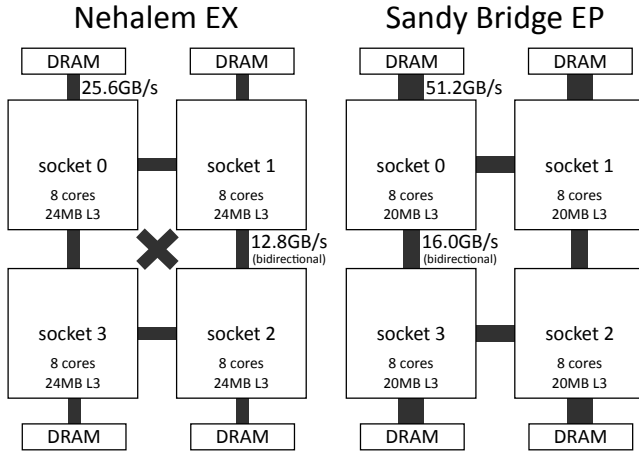 Nehalem EX
DRAM
DRAM
25.6GB/s
socket 0
8 cores
24MB L3
socket 1
8 cores
24MB L3
12.8GB/s
(bidirectional)
socket 3
8 cores
24MB L3
socket 2
8 cores
24MB L3
DRAM
DRAM
Sandy Bridge EP
DRAM
DRAM
51.2GB/s
socket 0
8 cores
20MB L3
socket 1
8 cores
20MB L3
16.0GB/s
(bidirectional)
socket 3
8 cores
20MB L3
socket 2
8 cores
20MB L3
DRAM
DRAM